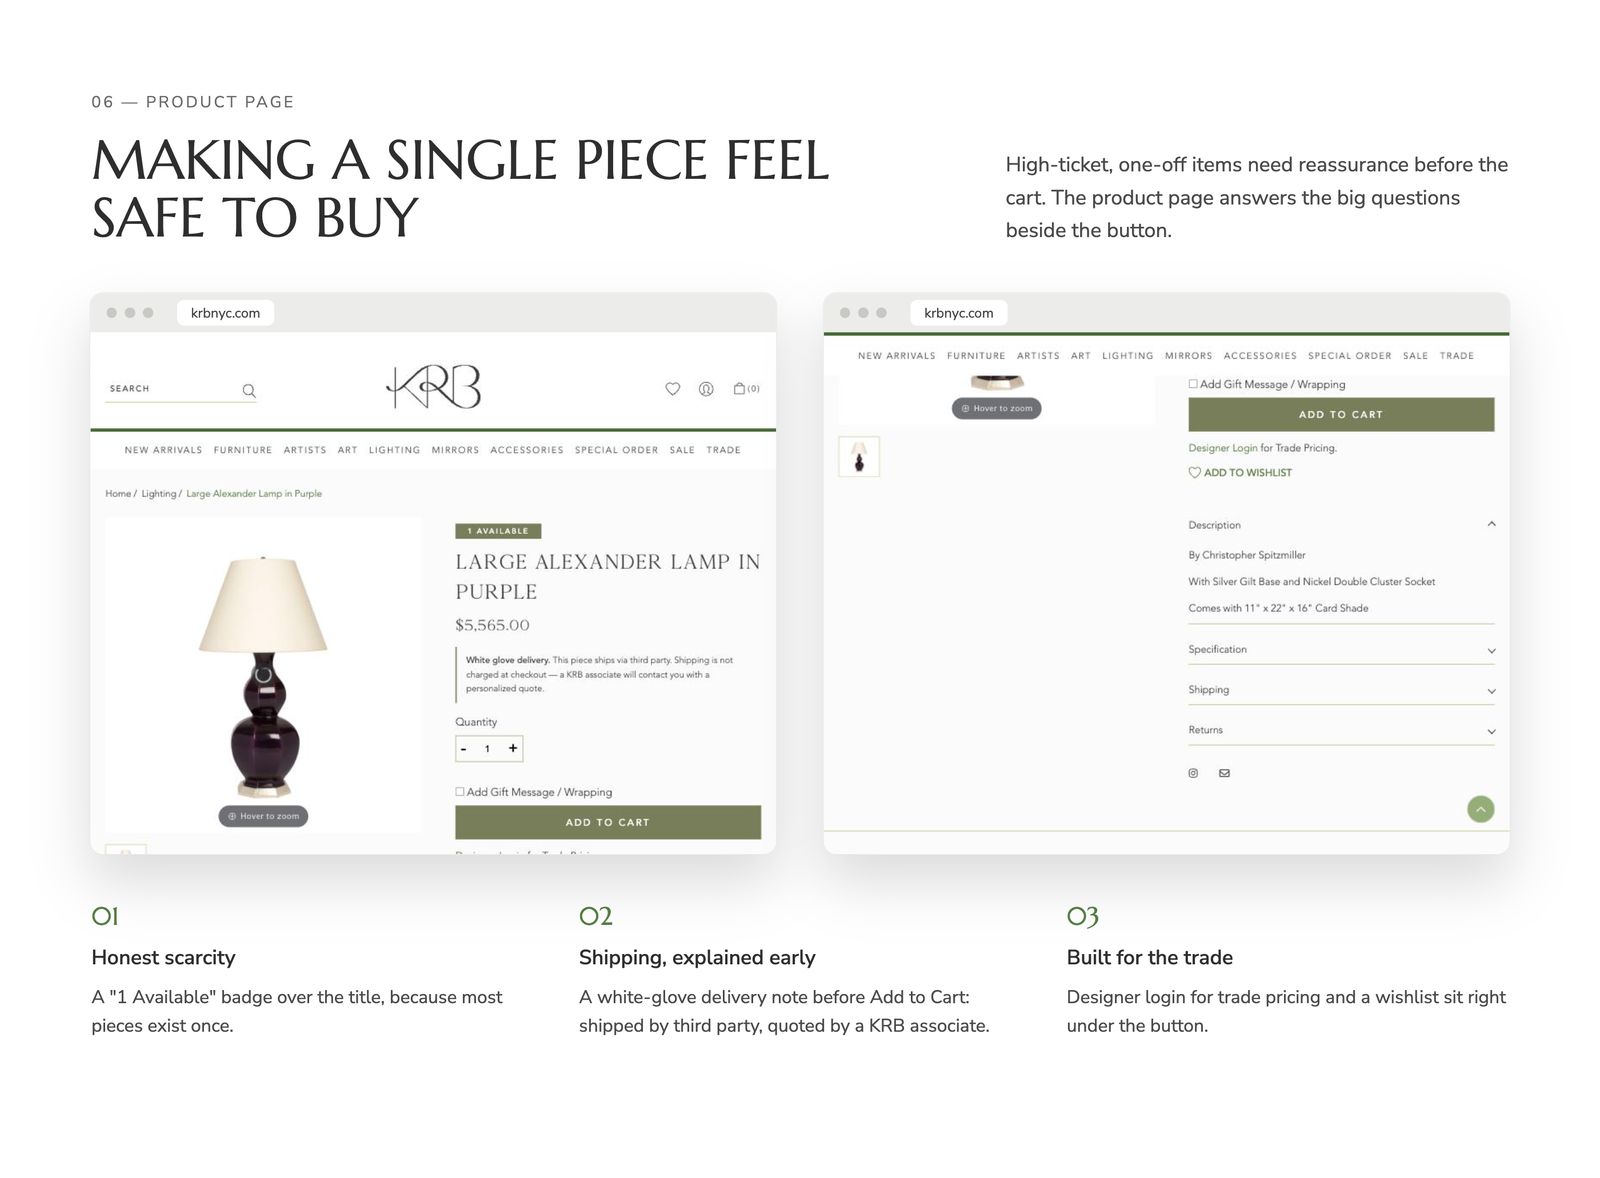 06 — PRODUCT PAGE
MAKING A SINGLE PIECE FEEL
SAFE TO BUY
High-ticket, one-off items need reassurance before the
cart. The product page answers the big questions
beside the button.
krbnyc.com
SEARCH
KRB
(0)
NEW ARRIVALS FURNITURE ARTISTS ART LIGHTING MIRRORS ACCESSORIES SPECIAL ORDER SALE TRADE
Home / Lighting / Large Alexander Lamp in Purple
1 AVAILABLE
LARGE ALEXANDER LAMP IN
PURPLE
$5,565.00
White glove delivery. This piece ships via third party. Shipping is not
charged at checkout — a KRB associate will contact you with a
personalized quote.
Quantity
- 1 +
Add Gift Message / Wrapping
ADD TO CART
Hover to zoom
krbnyc.com
NEW ARRIVALS FURNITURE ARTISTS ART LIGHTING MIRRORS ACCESSORIES SPECIAL ORDER SALE TRADE
Hover to zoom
Add Gift Message / Wrapping
ADD TO CART
Designer Login for Trade Pricing.
ADD TO WISHLIST
Description
By Christopher Spitzmiller
With Silver Gilt Base and Nickel Double Cluster Socket
Comes with 11" x 22" x 16" Card Shade
Specification
Shipping
Returns
01
Honest scarcity
A "1 Available" badge over the title, because most
pieces exist once.
02
Shipping, explained early
A white-glove delivery note before Add to Cart:
shipped by third party, quoted by a KRB associate.
03
Built for the trade
Designer login for trade pricing and a wishlist sit right
under the button.